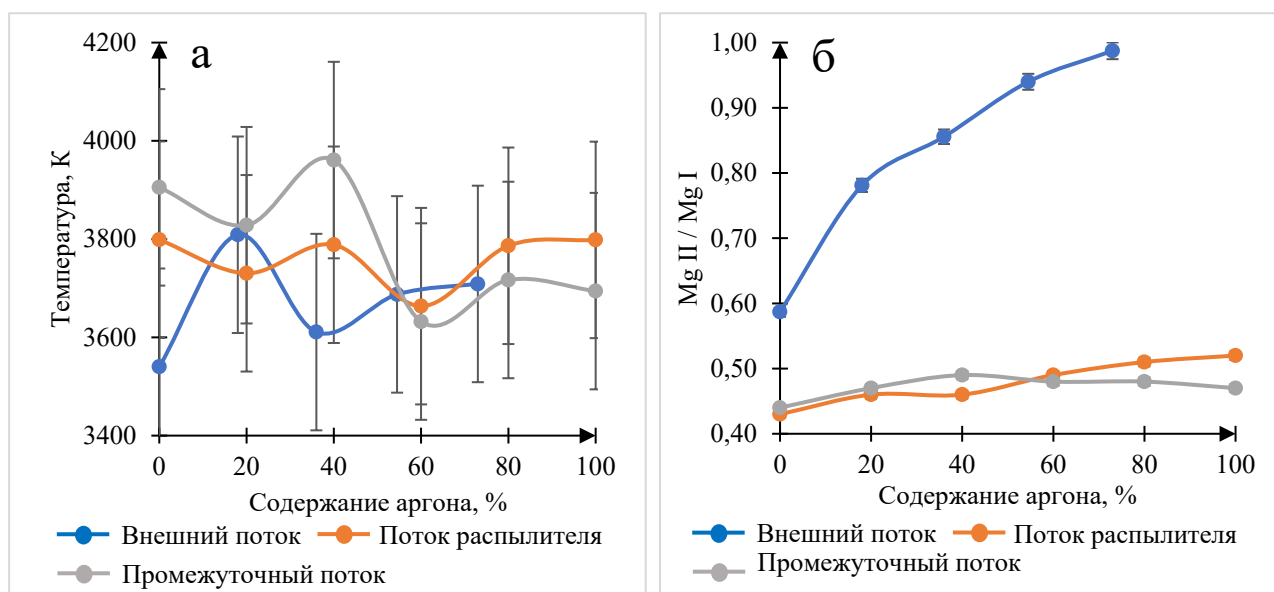 а
4200
4000
3800
3600
3400
Температура, К
0 20 40 60 80 100
Содержание аргона, %
Внешний поток
Поток распылителя
Промежуточный поток
б
1,00
0,90
0,80
0,70
0,60
0,50
0,40
Mg II / Mg I
0 20 40 60 80 100
Содержание аргона, %
Внешний поток
Поток распылителя
Промежуточный поток